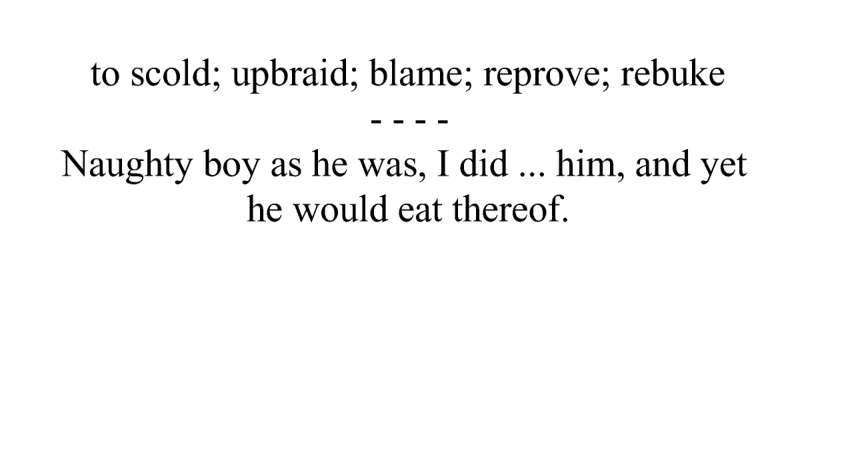 to scold; upbraid; blame; reprove; rebuke
- - - -
Naughty boy as he was, I did ... him, and yet
he would eat thereof.